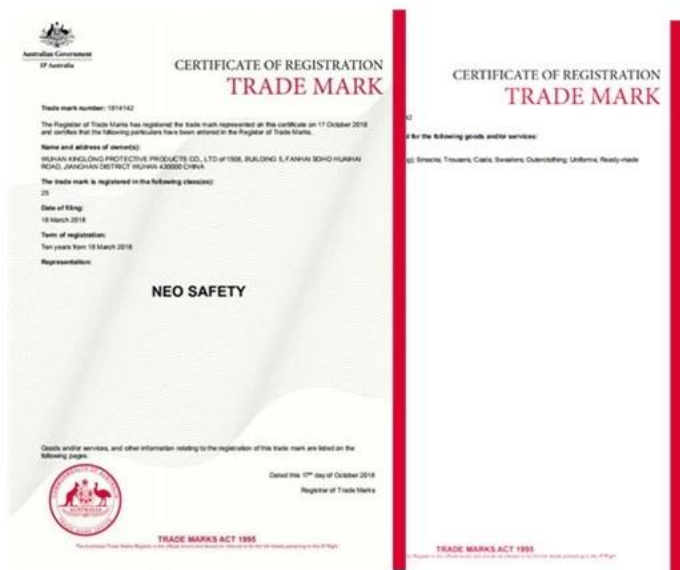 Australian Government
IP Australia
CERTIFICATE OF REGISTRATION
TRADE MARK
Trade mark number: 1914142
The Register of Trade Marks has registered the trade mark represented on this certificate on 17 October 2018
and certifies that the following particulars have been entered in the Register of Trade Marks.
Name and address of owner(s):
WUHAN KINGLONG PROTECTIVE PRODUCTS CO., LTD of 1508, BUILDING 5, FANHAI SOHO HUAIHAI
ROAD, JIANGHAN DISTRICT WUHAN 430000 CHINA
The trade mark is registered in the following class(es):
25
Date of filing:
18 March 2018
Term of registration:
Ten years from 18 March 2018
Representation:
NEO SAFETY
Goods and/or services, and other information relating to the registration of this trade mark are listed on the
following pages.
Dated this 17th day of October 2018
Registrar of Trade Marks
AUSTRALIA
TRADE MARKS ACT 1995
CERTIFICATE OF REGISTRATION
TRADE MARK
for the following goods and/or services:
Smocks; Trousers; Coats; Sweaters; Outerclothing; Uniforms; Ready-made
TRADE MARKS ACT 1995